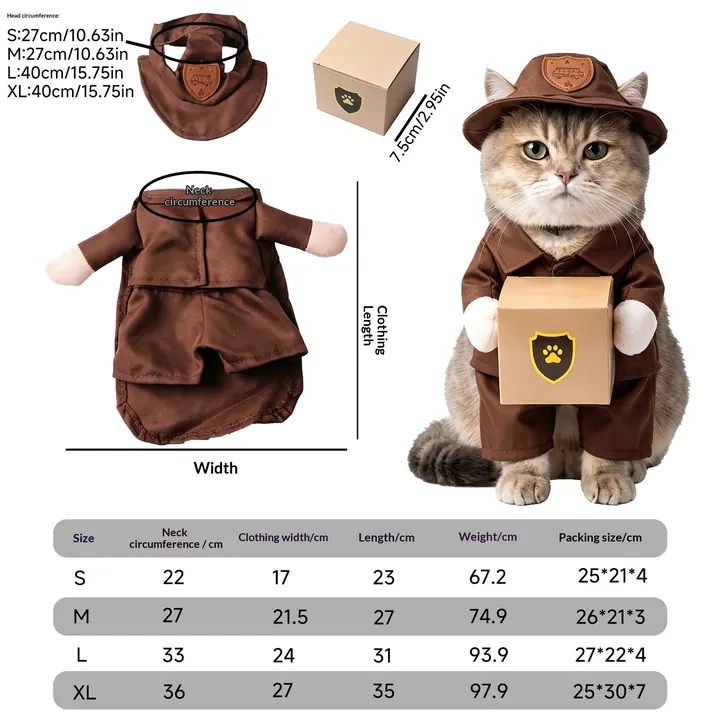 Head circumference:
S:27cm/10.63in
M:27cm/10.63in
L:40cm/15.75in
XL:40cm/15.75in
7.5cm/2.95in
Neck
circumference
Clothing
Length
Width
Size Neck circumference / cm Clothing width/cm Length/cm Weight/cm Packing size/cm
S 22 17 23 67.2 25*21*4
M 27 21.5 27 74.9 26*21*3
L 33 24 31 93.9 27*22*4
XL 36 27 35 97.9 25*30*7